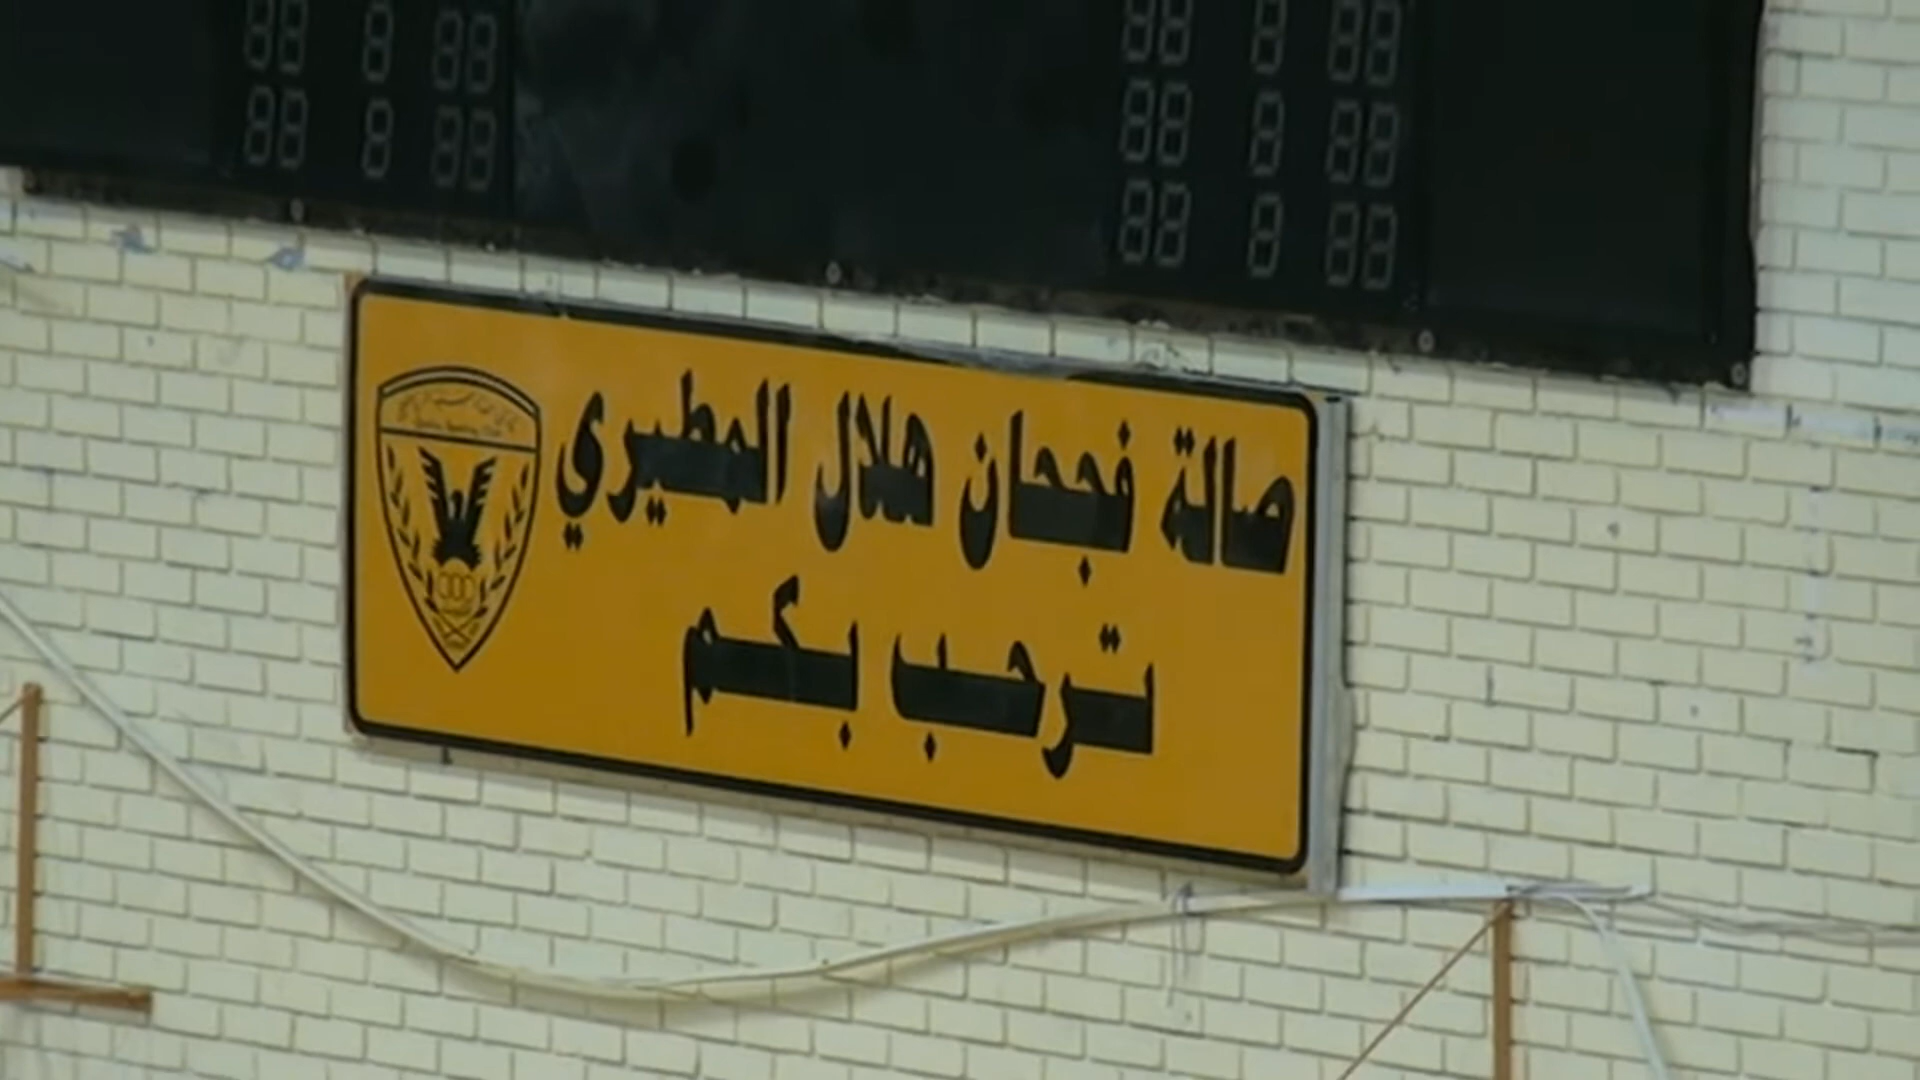 صالة فجحان هلال المطيري
ترحب بكم